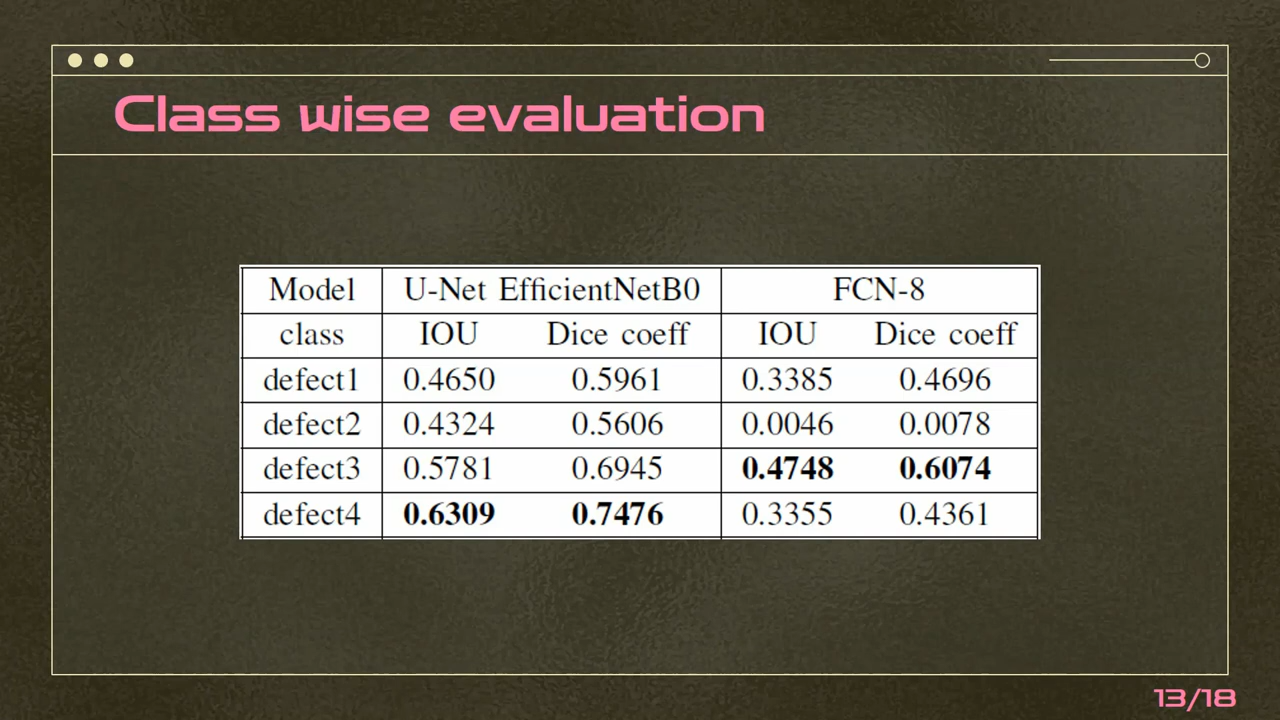 Class wise evaluation
Model U-Net EfficientNetB0 FCN-8
class IOU Dice coeff IOU Dice coeff
defect1 0.4650 0.5961 0.3385 0.4696
defect2 0.4324 0.5606 0.0046 0.0078
defect3 0.5781 0.6945 0.4748 0.6074
defect4 0.6309 0.7476 0.3355 0.4361
13/18